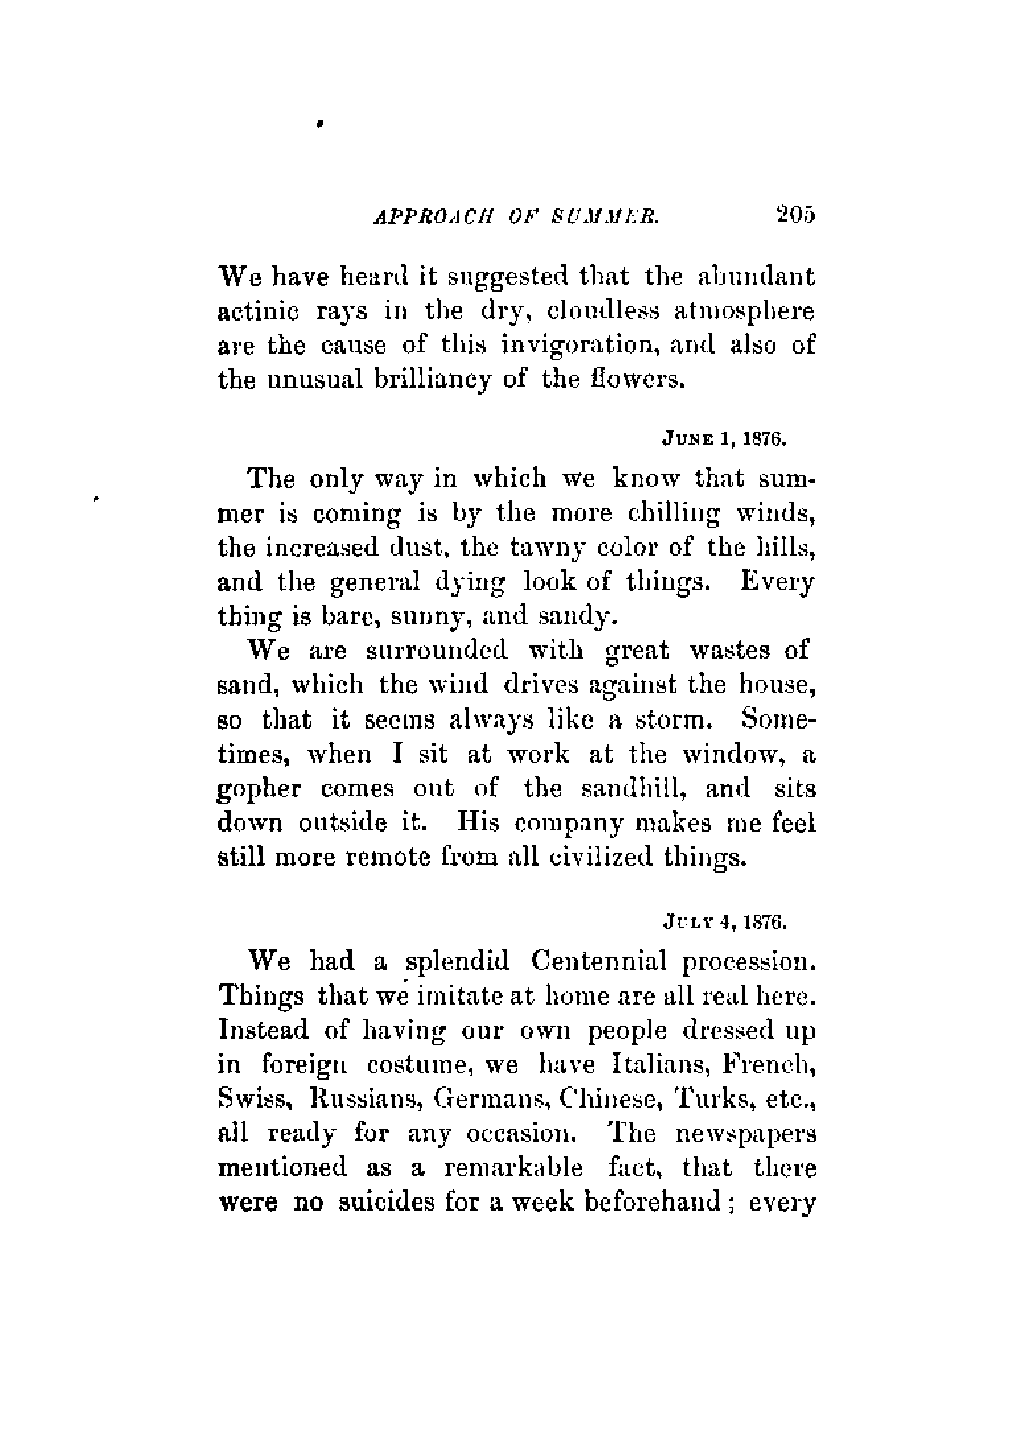 APPROACH OF SUMMER. 205
We have heard it suggested that the abundant
actinic rays in the dry, cloudless atmosphere
are the cause of this invigoration, and also of
the unusual brilliancy of the flowers.
JUNE 1, 1876.
The only way in which we know that sum-
mer is coming is by the more chilling winds,
the increased dust, the tawny color of the hills,
and the general dying look of things. Every
thing is bare, sunny, and sandy.
We are surrounded with great wastes of
sand, which the wind drives against the house,
so that it seems always like a storm. Some-
times, when I sit at work at the window, a
gopher comes out of the sandhill, and sits
down outside it. His company makes me feel
still more remote from all civilized things.
JULY 4, 1876.
We had a splendid Centennial procession.
Things that we imitate at home are all real here.
Instead of having our own people dressed up
in foreign costume, we have Italians, French,
Swiss, Russians, Germans, Chinese, Turks, etc.,
all ready for any occasion. The newspapers
mentioned as a remarkable fact, that there
were no suicides for a week beforehand; every